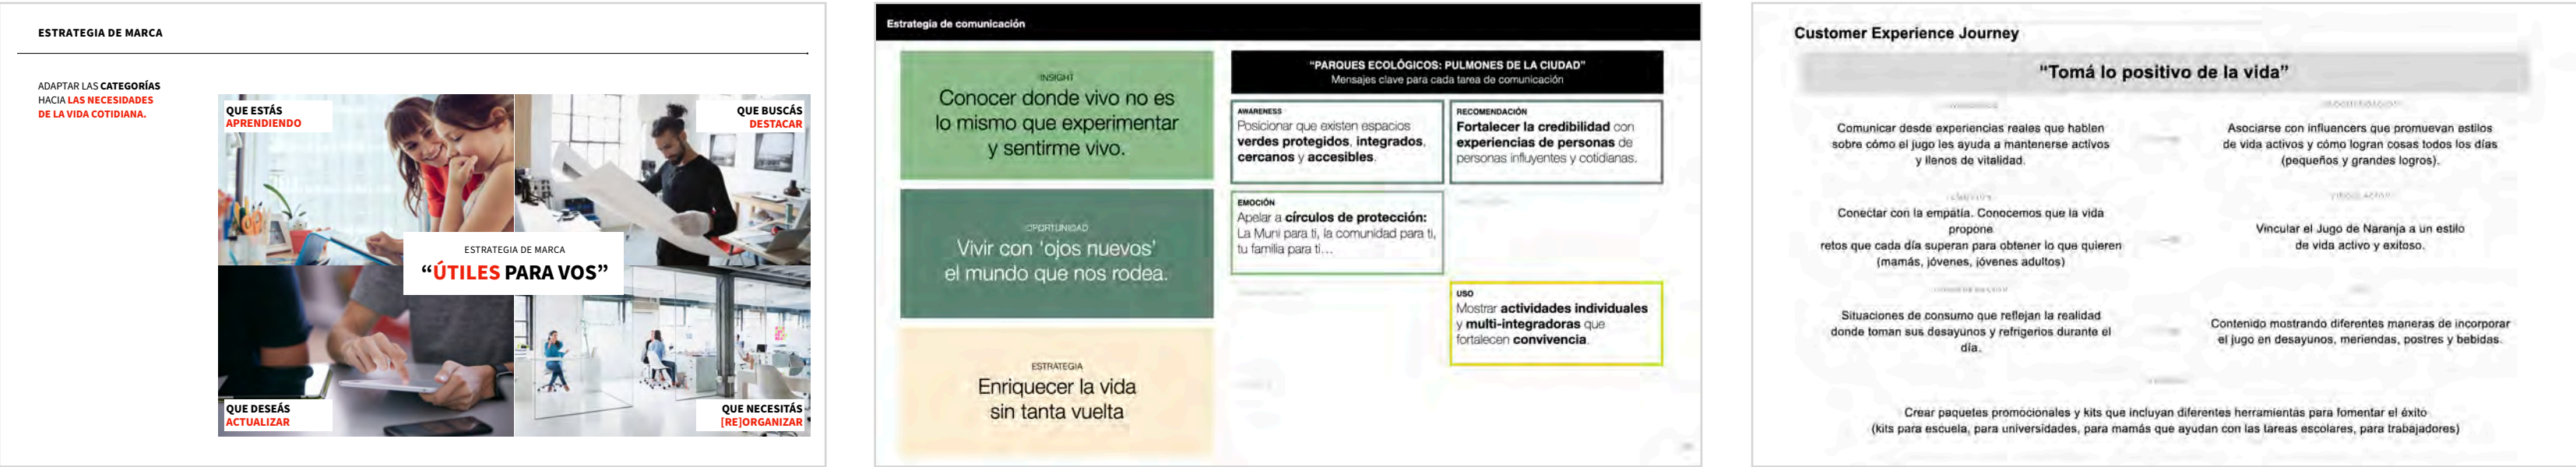 ESTRATEGIA DE MARCA
ADAPTAR LAS CATEGORÍAS
HACIA LAS NECESIDADES
DE LA VIDA COTIDIANA.
QUE ESTÁS
APRENDIENDO
QUE BUSCÁS
DESTACAR
ESTRATEGIA DE MARCA
“ÚTILES PARA VOS”
QUE DESEÁS
ACTUALIZAR
QUE NECESITÁS
[RE]ORGANIZAR
Estrategia de comunicación
INSIGHT
Conocer donde vivo no es
lo mismo que experimentar
y sentirme vivo.
OPORTUNIDAD
Vivir con ‘ojos nuevos’
el mundo que nos rodea.
ESTRATEGIA
Enriquecer la vida
sin tanta vuelta
“PARQUES ECOLÓGICOS: PULMONES DE LA CIUDAD”
Mensajes clave para cada tarea de comunicación
AWARENESS
Posicionar que existen espacios
verdes protegidos, integrados,
cercanos y accesibles.
RECOMENDACIÓN
Fortalecer la credibilidad con
experiencias de personas de
personas influyentes y cotidianas.
EMOCIÓN
Apelar a círculos de protección:
La Muni para ti, la comunidad para ti,
tu familia para ti...
USO
Mostrar actividades individuales
y multi-integradoras que
fortalecen convivencia.
Customer Experience Journey
“Tomá lo positivo de la vida”
Comunicar desde experiencias reales que hablen
sobre cómo el jugo les ayuda a mantenerse activos
y llenos de vitalidad.
Asociarse con influencers que promuevan estilos
de vida activos y cómo logran cosas todos los días
(pequeños y grandes logros).
Conectar con la empatía. Conocemos que la vida
propone
retos que cada día superan para obtener lo que quieren
(mamás, jóvenes, jóvenes adultos)
Vincular el Jugo de Naranja a un estilo
de vida activo y exitoso.
Situaciones de consumo que reflejan la realidad
donde toman sus desayunos y refrigerios durante el
día.
Contenido mostrando diferentes maneras de incorporar
el jugo en desayunos, meriendas, postres y bebidas.
Crear paquetes promocionales y kits que incluyan diferentes herramientas para fomentar el éxito
(kits para escuela, para universidades, para mamás que ayudan con las tareas escolares, para trabajadores)